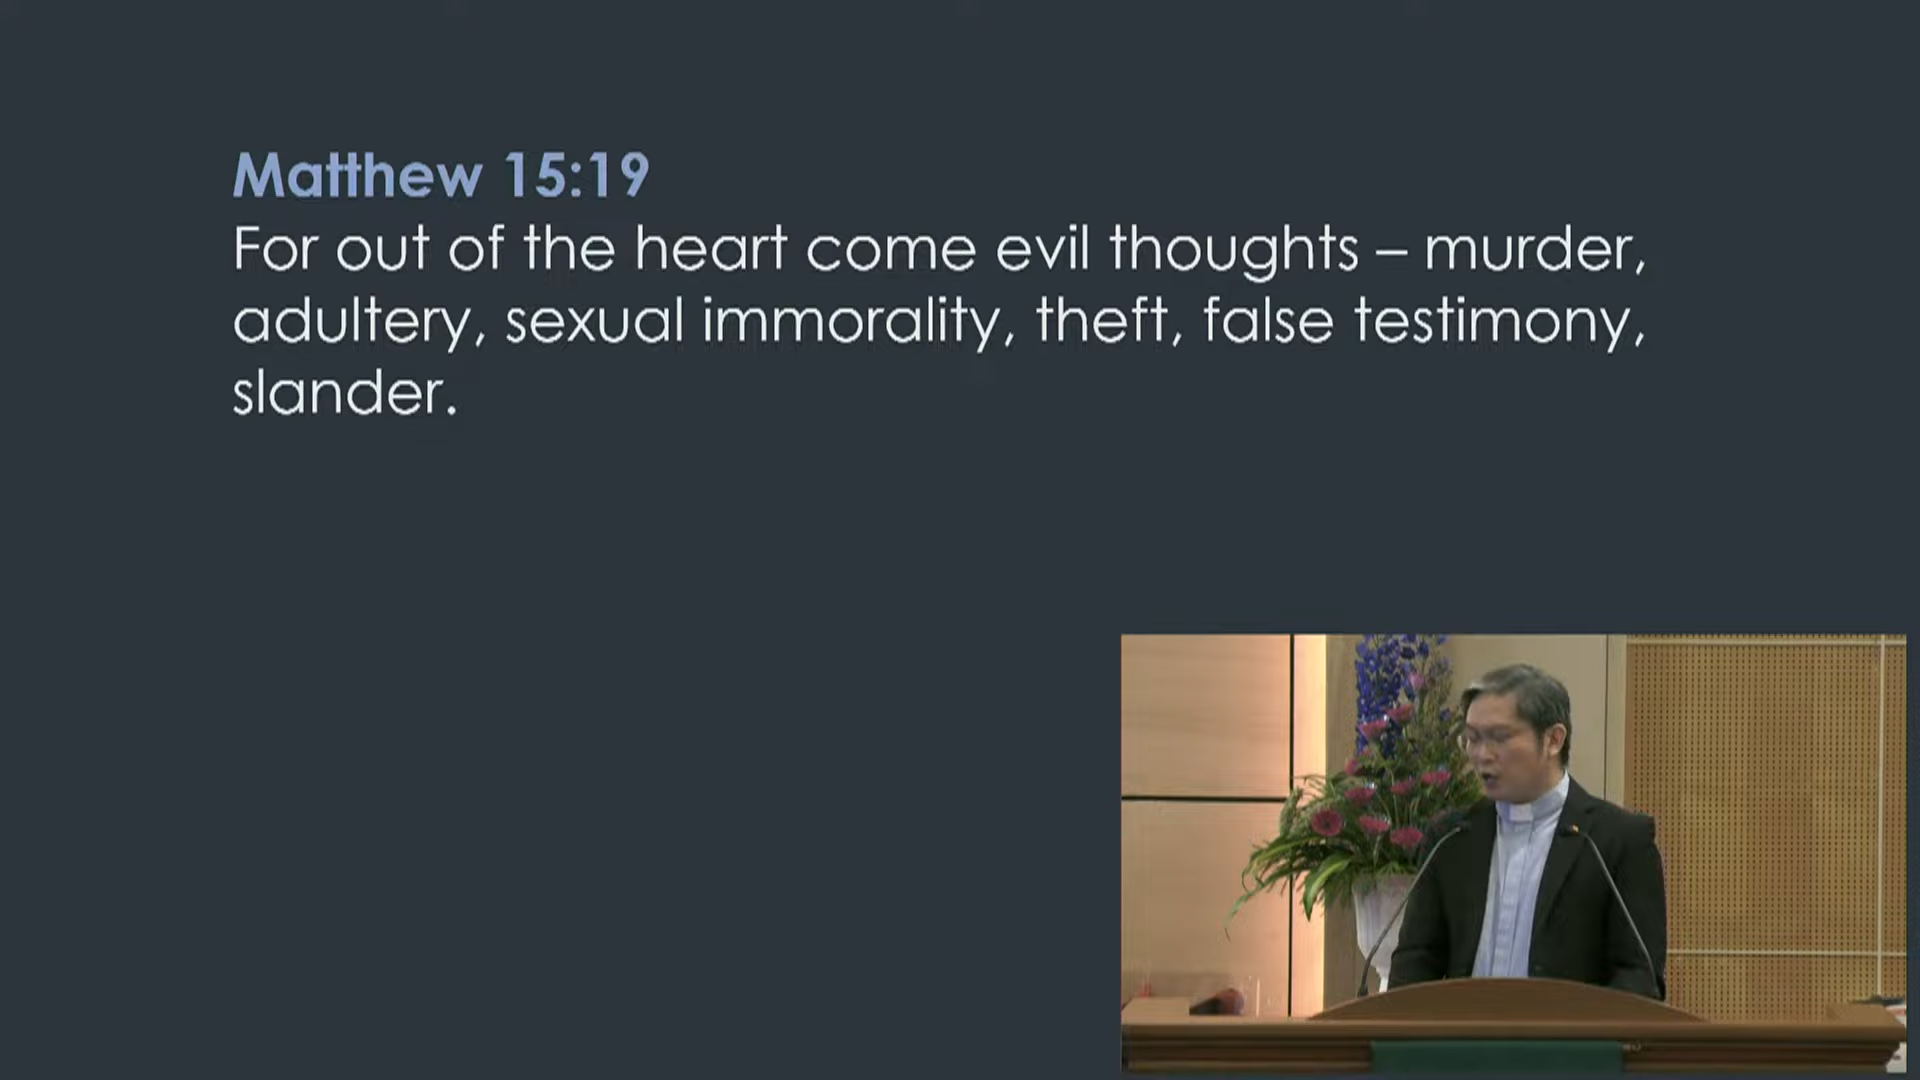 Matthew 15:19
For out of the heart come evil thoughts – murder,
adultery, sexual immorality, theft, false testimony,
slander.